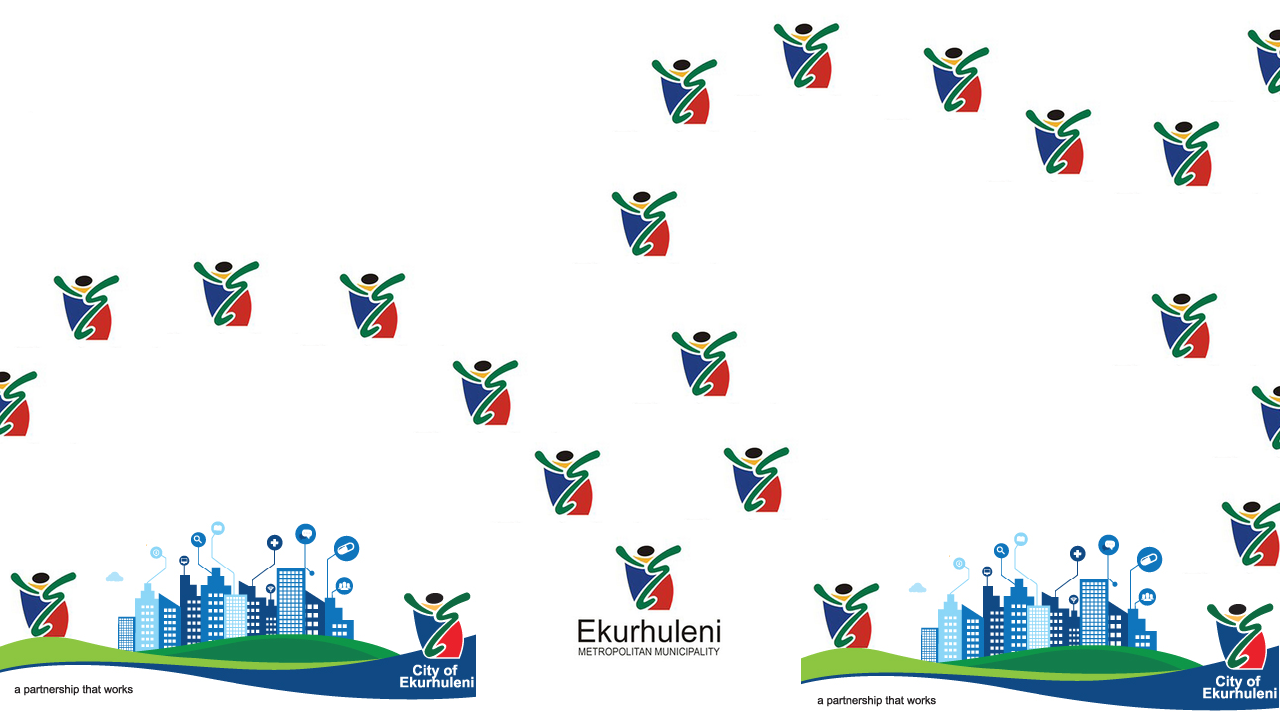 Ekurhuleni
METROPOLITAN MUNICIPALITY
City of
Ekurhuleni
a partnership that works
City of
Ekurhuleni
a partnership that works